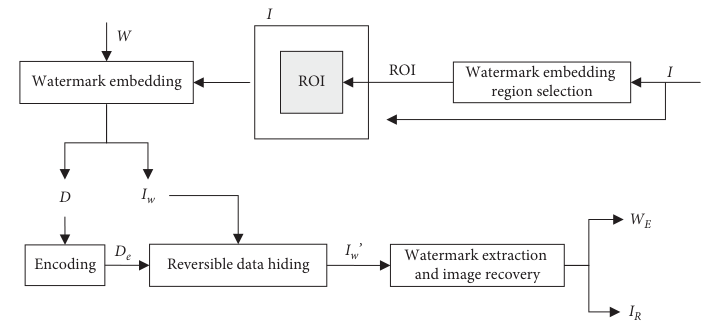 I
W
Watermark embedding
ROI
ROI
Watermark embedding
region selection
I
D
I_w
Encoding
D_e
Reversible data hiding
I_w'
Watermark extraction
and image recovery
W_E
I_R